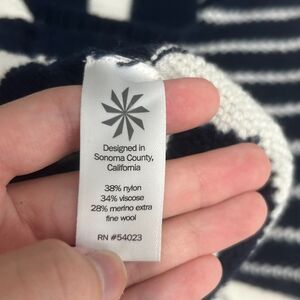 Designed in
Sonoma County,
California
38% nylon
34% viscose
28% merino extra
fine wool
RN #54023